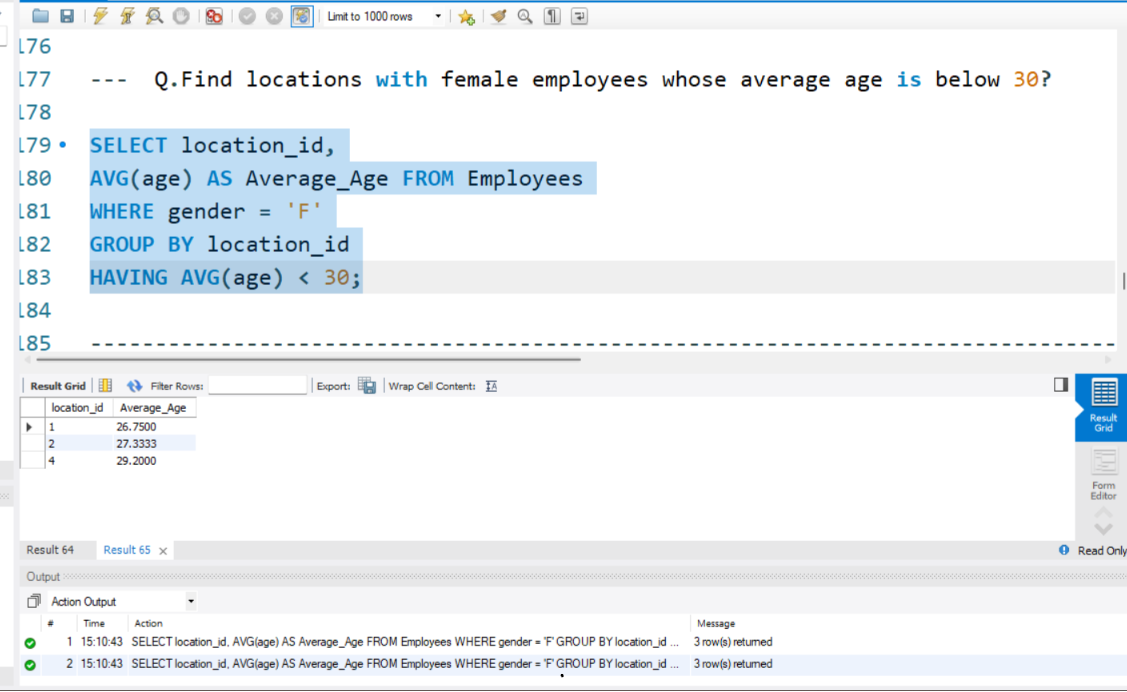 Limit to 1000 rows
176
177 --- Q.Find locations with female employees whose average age is below 30?
178
179 SELECT location_id,
180 AVG(age) AS Average_Age FROM Employees
181 WHERE gender = 'F'
182 GROUP BY location_id
183 HAVING AVG(age) < 30;
184
185 --------------------------------------------------------------------------------
Result Grid Filter Rows: Export: Wrap Cell Content: IA
location_id Average_Age
1 26.7500
2 27.3333
4 29.2000
Result Grid
Form Editor
Result 64 Result 65 Read Only
Output
Action Output
# Time Action Message
1 15:10:43 SELECT location_id, AVG(age) AS Average_Age FROM Employees WHERE gender = 'F' GROUP BY location_id ... 3 row(s) returned
2 15:10:43 SELECT location_id, AVG(age) AS Average_Age FROM Employees WHERE gender = 'F' GROUP BY location_id ... 3 row(s) returned